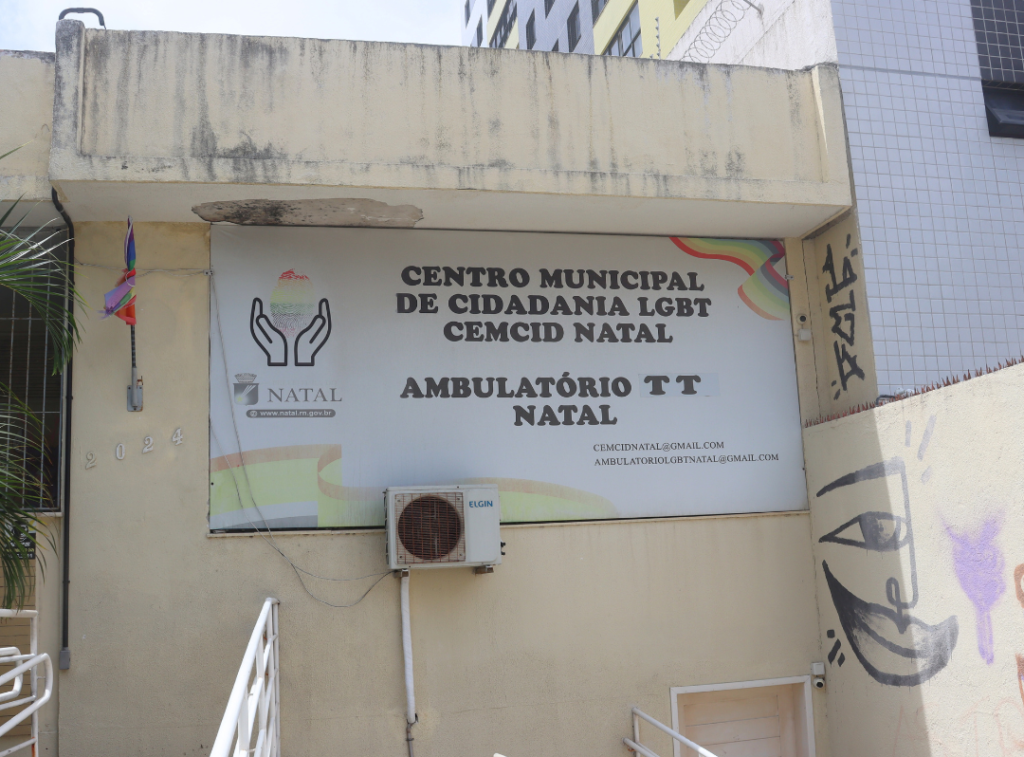 CENTRO MUNICIPAL
DE CIDADANIA LGBT
CEMCID NATAL
AMBULATÓRIO TT
NATAL
NATAL
www.natal.rn.gov.br
CEMCIDNATAL@GMAIL.COM
AMBULATORIOLGBTNATAL@GMAIL.COM
ELGIN
2024